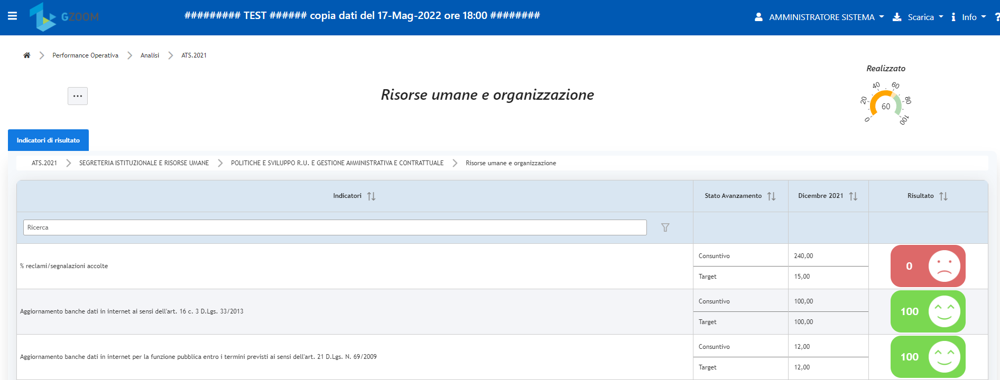 GZOOM
######### TEST ###### copia dati del 17-Mag-2022 ore 18:00 ########
AMMINISTRATORE SISTEMA
Scarica
Info
?
Performance Operativa
Analisi
ATS.2021
...
Risorse umane e organizzazione
Realizzato
0 20 40 60 80 100
60
Indicatori di risultato
ATS.2021
SEGRETERIA ISTITUZIONALE E RISORSE UMANE
POLITICHE E SVILUPPO R.U. E GESTIONE AMMINISTRATIVA E CONTRATTUALE
Risorse umane e organizzazione
Indicatori
Stato Avanzamento
Dicembre 2021
Risultato
Ricerca
% reclami/segnalazioni accolte
Consuntivo
240,00
Target
15,00
0
Aggiornamento banche dati in internet ai sensi dell'art. 16 c. 3 D.Lgs. 33/2013
Consuntivo
100,00
Target
100,00
100
Aggiornamento banche dati in internet per la funzione pubblica entro i termini previsti ai sensi dell'art. 21 D.Lgs. N. 69/2009
Consuntivo
12,00
Target
12,00
100